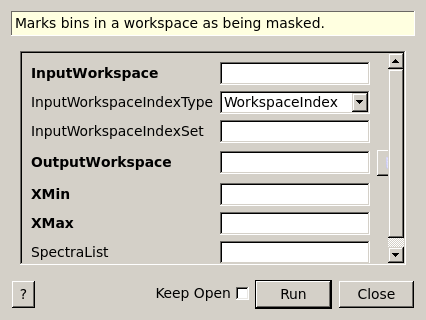 Marks bins in a workspace as being masked.
InputWorkspace
InputWorkspaceIndexType WorkspaceIndex
InputWorkspaceIndexSet
OutputWorkspace
XMin
XMax
SpectraList
? Keep Open Run Close